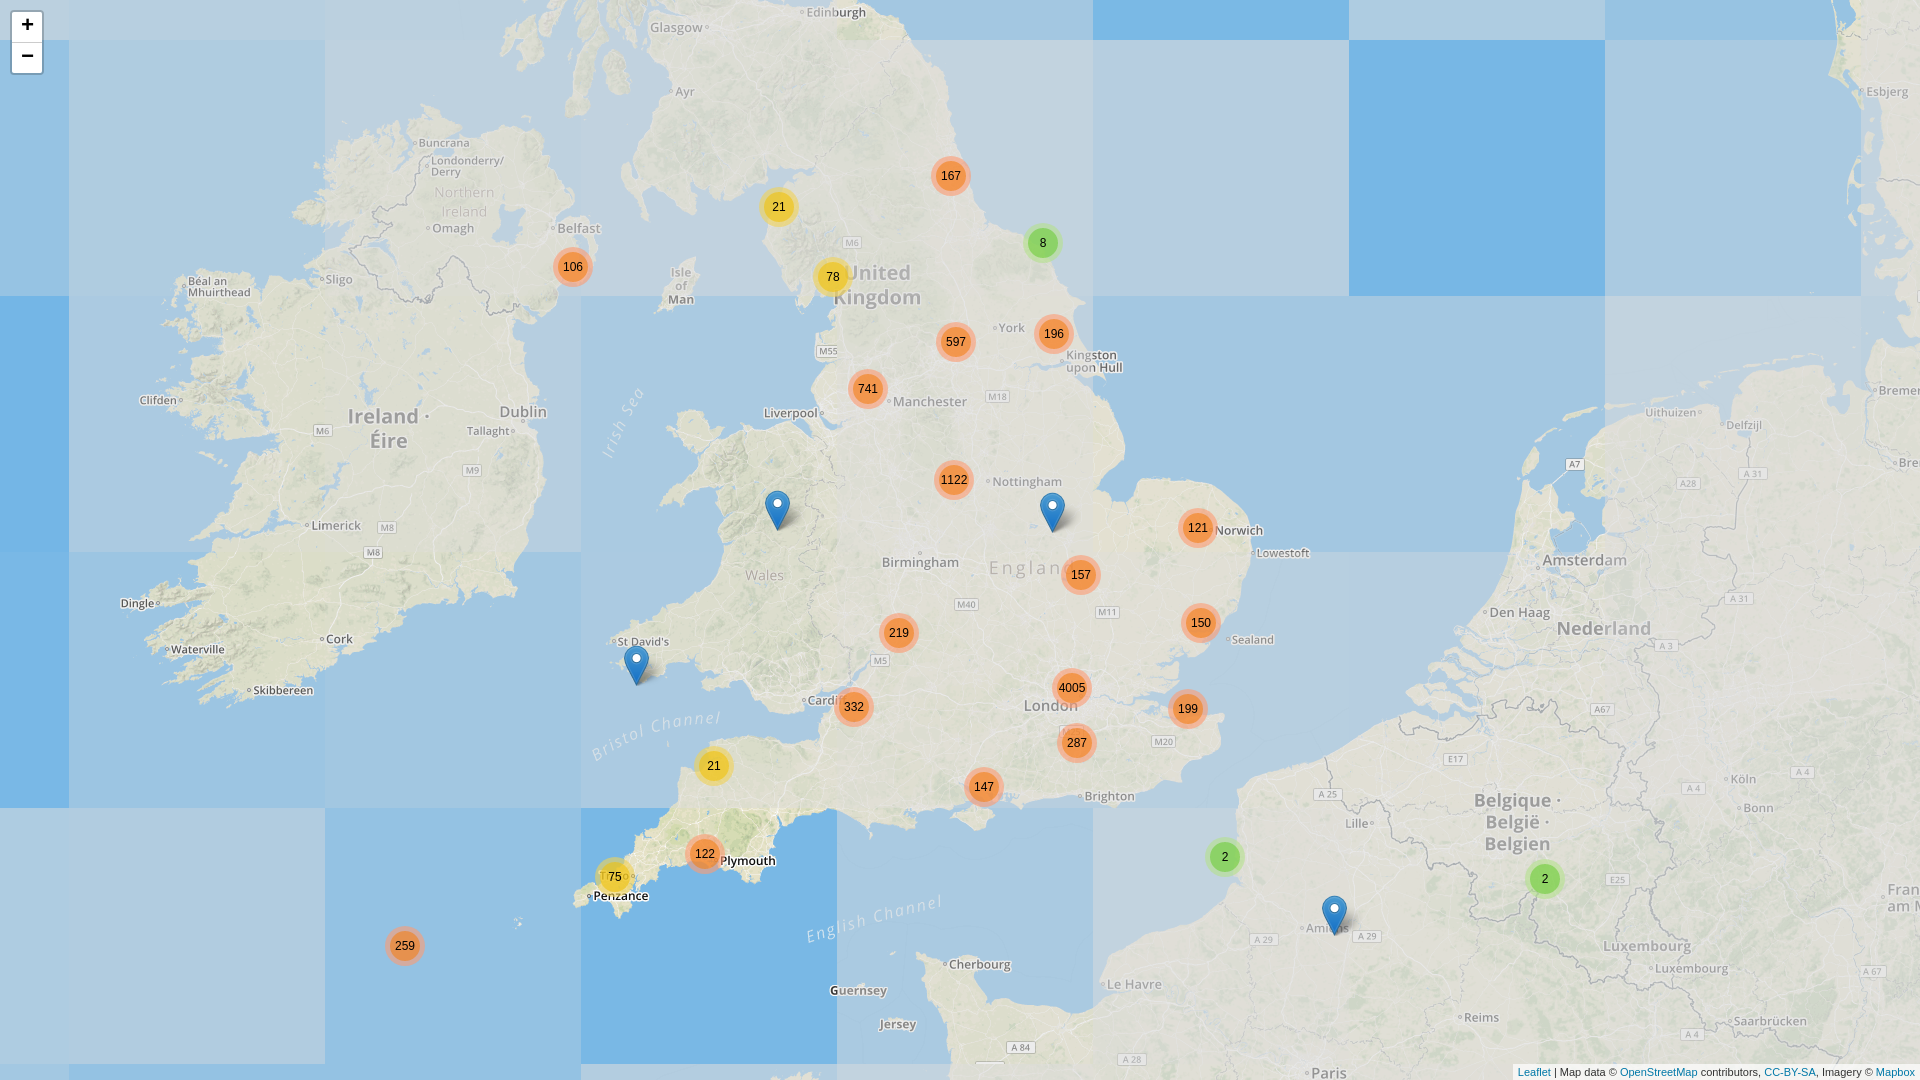 +
−
Edinburgh
Glasgow
Ayr
Esbjerg
Buncrana
Londonderry/
Derry
Northern
Ireland
Omagh
Belfast
167
21
8
106
M6
78
United
Kingdom
Isle
of
Man
Sligo
Béal an
Mhuirthead
York
196
597
Kingston
upon Hull
M55
741
Manchester
M18
Liverpool
Clifden
Ireland ·
Éire
Dublin
Tallaght
M6
M9
Irish Sea
Uithuizen
Delfzijl
A7
A 31
A28
1122
Nottingham
Limerick
M8
M8
121
Norwich
Lowestoft
Birmingham
Wales
157
Amsterdam
Dingle
M40
M11
A 31
Den Haag
Nederland
150
Sealand
219
Cork
Waterville
St David's
M5
A 3
Skibbereen
4005
London
332
199
A67
Bristol Channel
287
M20
E17
21
147
Brighton
Köln
A 4
A 4
Bonn
A 25
Belgique ·
België ·
Belgien
Lille
122
Plymouth
2
75
Penzance
2
E25
English Channel
259
A 29
A 29
Luxembourg
Luxembourg
Cherbourg
A 67
Le Havre
Guernsey
Jersey
Reims
Saarbrücken
A 84
A 28
A 4
A 4
Paris
Leaflet | Map data © OpenStreetMap contributors, CC-BY-SA, Imagery © Mapbox